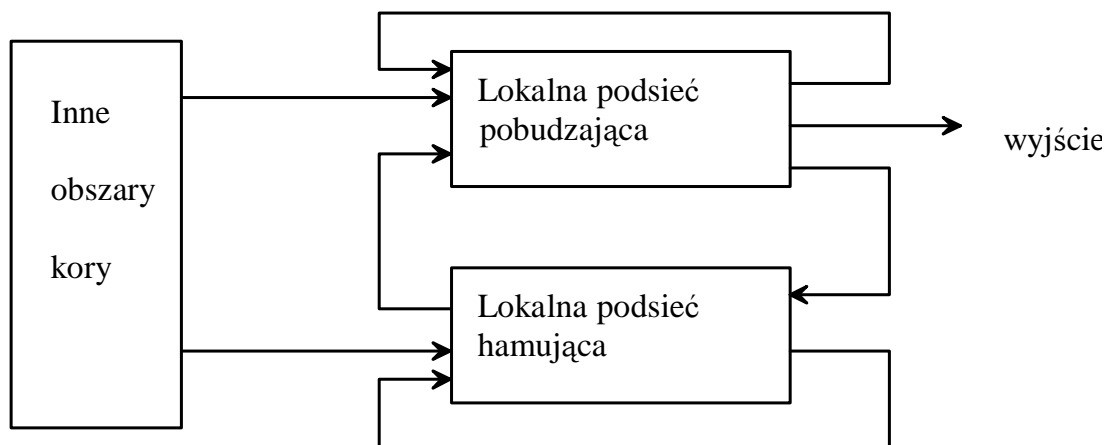 Inne
obszary
kory
Lokalna podsieć
pobudzająca
wyjście
Lokalna podsieć
hamująca